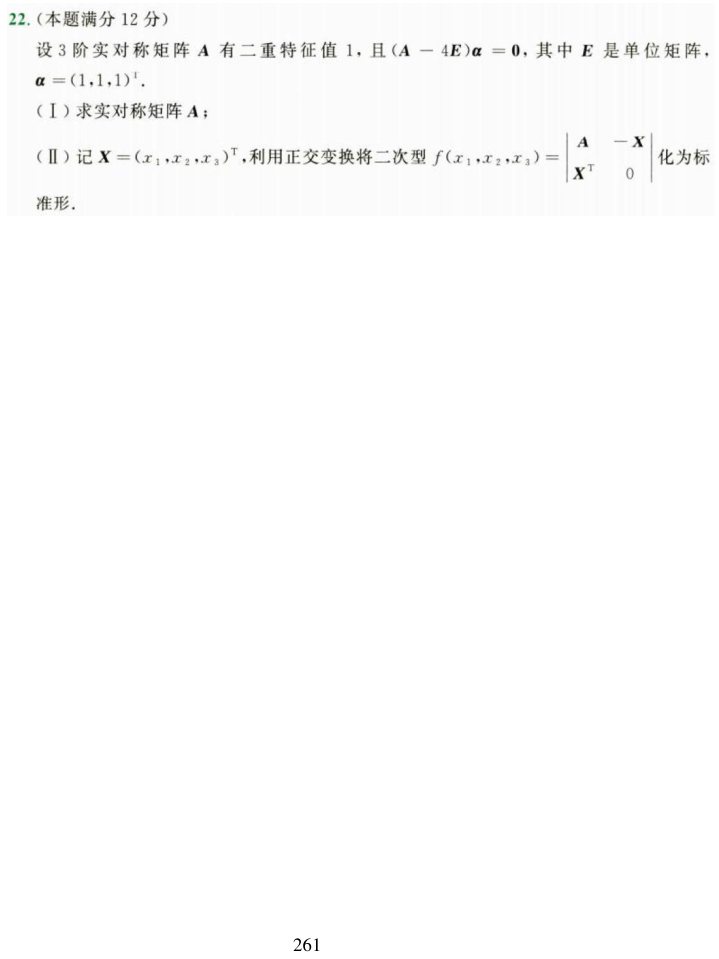 22.(本题满分 12 分)
设 3 阶实对称矩阵 A 有二重特征值 1, 且(A − 4E)α = 0, 其中 E 是单位矩阵,
α = (1,1,1)ᵀ.
(Ⅰ) 求实对称矩阵 A;
(Ⅱ) 记 X = (x₁,x₂,x₃)ᵀ,利用正交变换将二次型 f(x₁,x₂,x₃) = | A −X ; Xᵀ 0 | 化为标
准形.
261